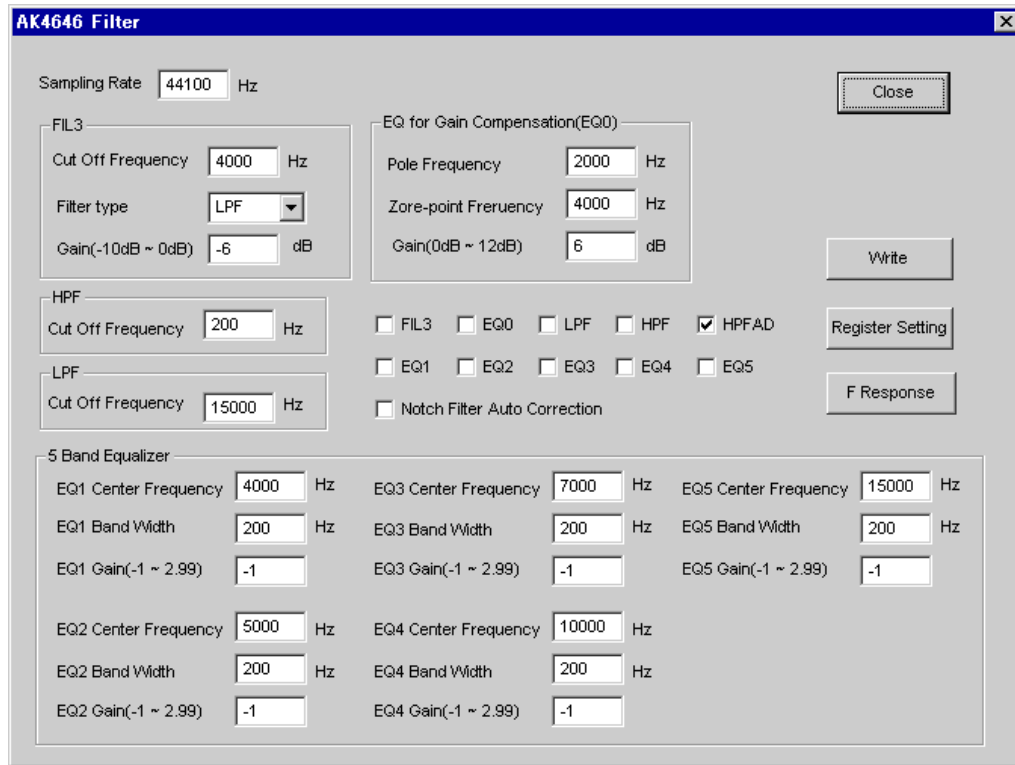 AK4646 Filter
Sampling Rate 44100 Hz
Close
FIL3
Cut Off Frequency 4000 Hz
Filter type LPF
Gain(-10dB ~ 0dB) -6 dB
EQ for Gain Compensation(EQ0)
Pole Frequency 2000 Hz
Zore-point Freruency 4000 Hz
Gain(0dB ~ 12dB) 6 dB
Write
HPF
Cut Off Frequency 200 Hz
FIL3 EQ0 LPF HPF HPFAD
Register Setting
EQ1 EQ2 EQ3 EQ4 EQ5
LPF
Cut Off Frequency 15000 Hz
Notch Filter Auto Correction
F Response
5 Band Equalizer
EQ1 Center Frequency 4000 Hz EQ3 Center Frequency 7000 Hz EQ5 Center Frequency 15000 Hz
EQ1 Band Width 200 Hz EQ3 Band Width 200 Hz EQ5 Band Width 200 Hz
EQ1 Gain(-1 ~ 2.99) -1 EQ3 Gain(-1 ~ 2.99) -1 EQ5 Gain(-1 ~ 2.99) -1
EQ2 Center Frequency 5000 Hz EQ4 Center Frequency 10000 Hz
EQ2 Band Width 200 Hz EQ4 Band Width 200 Hz
EQ2 Gain(-1 ~ 2.99) -1 EQ4 Gain(-1 ~ 2.99) -1